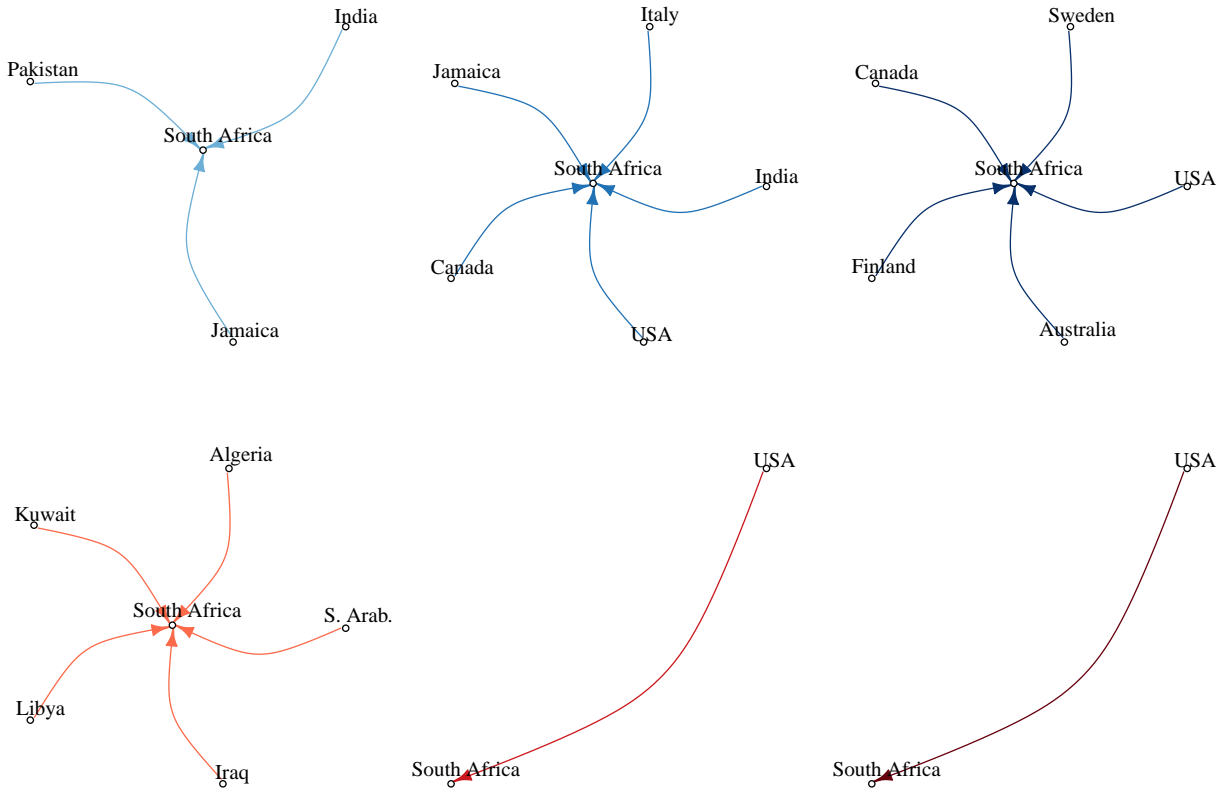 India
Pakistan
South Africa
Jamaica
Italy
Jamaica
South Africa
India
Canada
USA
Sweden
Canada
South Africa
USA
Finland
Australia
Algeria
Kuwait
South Africa
S. Arab.
Libya
Iraq
USA
South Africa
USA
South Africa